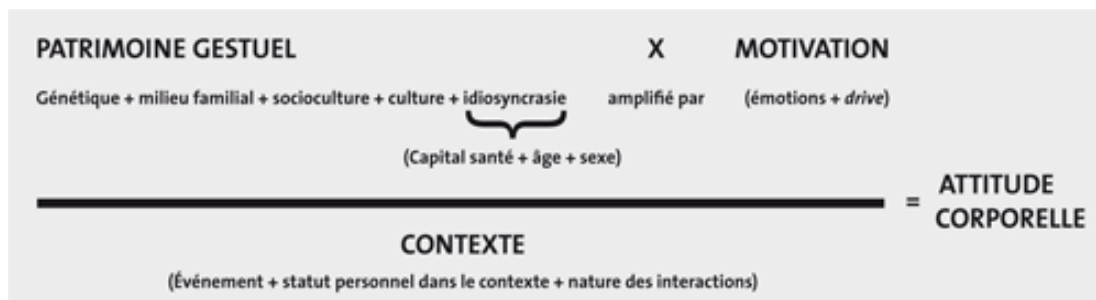 PATRIMOINE GESTUEL X MOTIVATION
Génétique + milieu familial + socioculture + culture + idiosyncrasie amplifié par (émotions + drive)
(Capital santé + âge + sexe)
= ATTITUDE
CORPORELLE
CONTEXTE
(Événement + statut personnel dans le contexte + nature des interactions)